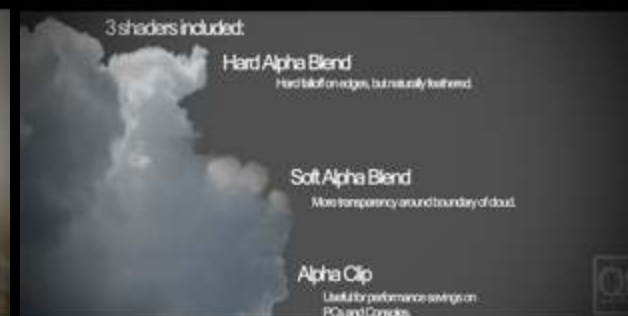 3 shaders included:
Hard Alpha Blend
Hard falloff on edges, but naturally feathered.
Soft Alpha Blend
More transparency around boundary of cloud.
Alpha Clip
Useful for performance savings on
PCs and Consoles.